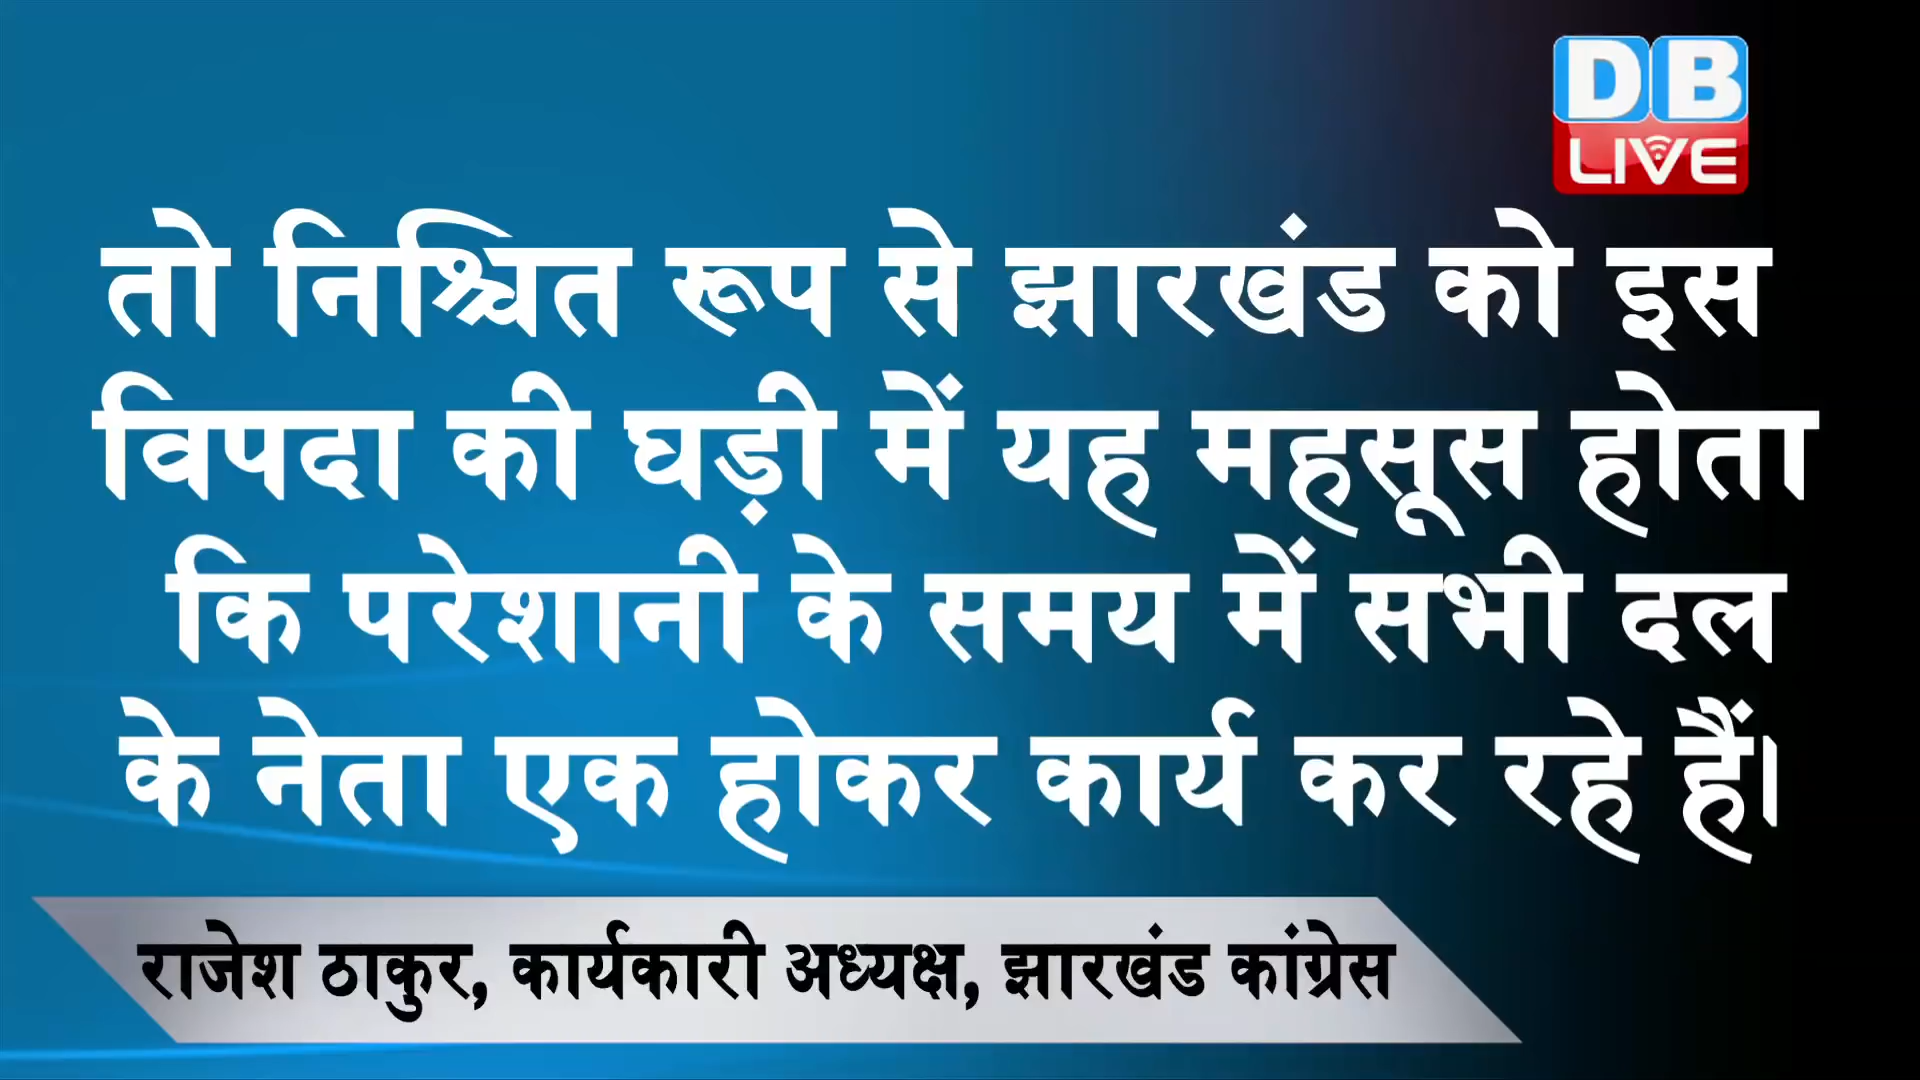 DB
LIVE
तो निश्चित रूप से झारखंड को इस
विपदा की घड़ी में यह महसूस होता
कि परेशानी के समय में सभी दल
के नेता एक होकर कार्य कर रहे हैं।
राजेश ठाकुर, कार्यकारी अध्यक्ष, झारखंड कांग्रेस